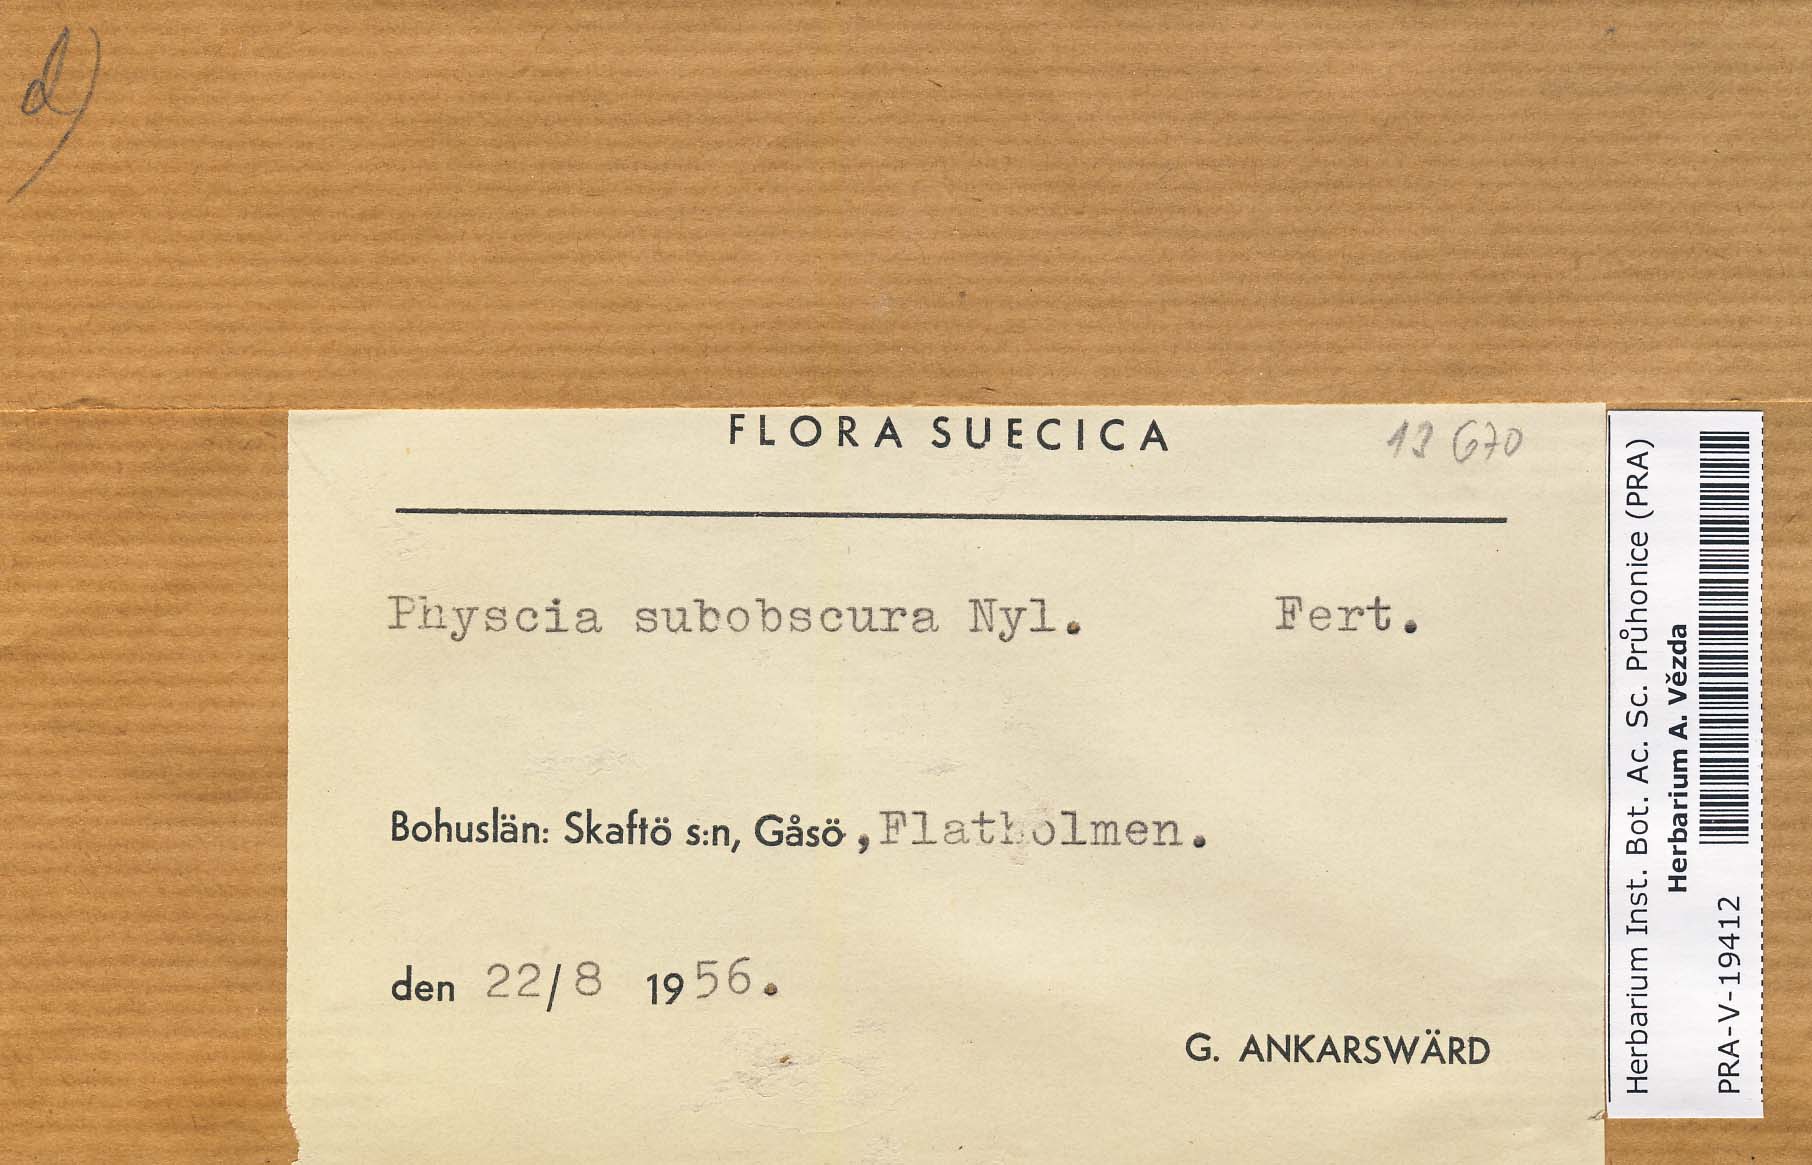 d)
FLORA SUECICA
13 670
Physcia subobscura Nyl. Fert.
Bohuslän: Skaftö s:n, Gåsö, Flatholmen.
den 22/8 1956.
G. ANKARSWÄRD
Herbarium Inst. Bot. Ac. Sc. Průhonice (PRA)
Herbarium A. Vězda
PRA-V-19412